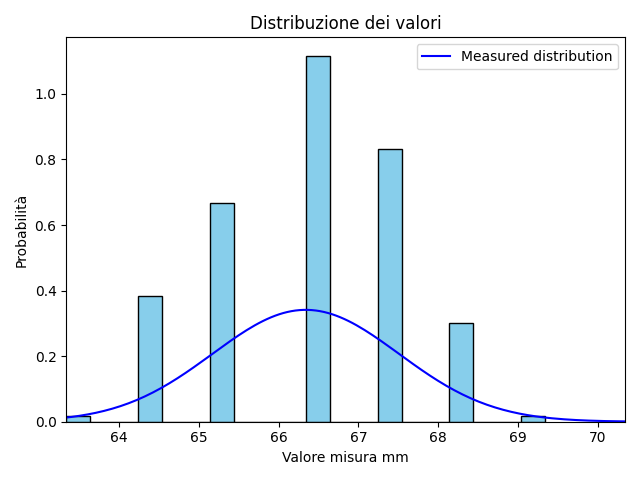 Distribuzione dei valori
Measured distribution
Probabilità
1.0
0.8
0.6
0.4
0.2
0.0
64 65 66 67 68 69 70
Valore misura mm